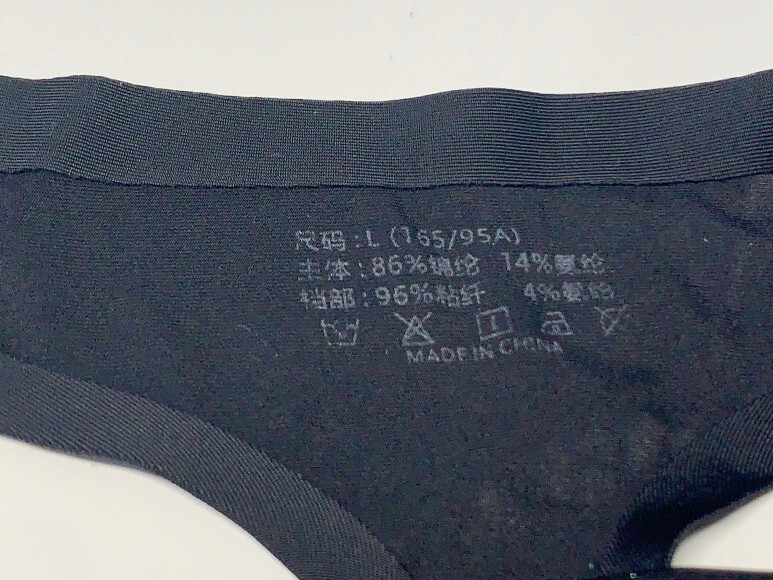 尺码:L (165/95A)
主体:86%锦纶 14%氨纶
裆部:96%粘纤 4%氨纶
MADE IN CHINA